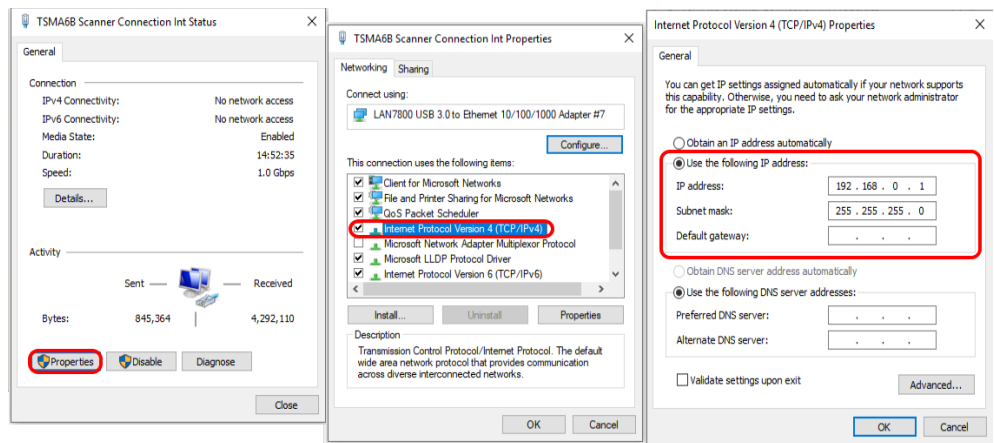 TSMA6B Scanner Connection Int Status
General
Connection
IPv4 Connectivity: No network access
IPv6 Connectivity: No network access
Media State: Enabled
Duration: 14:52:35
Speed: 1.0 Gbps
Details...
Activity
Sent Received
Bytes: 845,364 4,292,110
Properties Disable Diagnose
Close
TSMA6B Scanner Connection Int Properties
Networking Sharing
Connect using:
LAN7800 USB 3.0 to Ethernet 10/100/1000 Adapter #7
Configure...
This connection uses the following items:
Client for Microsoft Networks
File and Printer Sharing for Microsoft Networks
QoS Packet Scheduler
Internet Protocol Version 4 (TCP/IPv4)
Microsoft Network Adapter Multiplexor Protocol
Microsoft LLDP Protocol Driver
Internet Protocol Version 6 (TCP/IPv6)
Install... Uninstall Properties
Description
Transmission Control Protocol/Internet Protocol. The default
wide area network protocol that provides communication
across diverse interconnected networks.
OK Cancel
Internet Protocol Version 4 (TCP/IPv4) Properties
General
You can get IP settings assigned automatically if your network supports
this capability. Otherwise, you need to ask your network administrator
for the appropriate IP settings.
Obtain an IP address automatically
Use the following IP address:
IP address: 192 . 168 . 0 . 1
Subnet mask: 255 . 255 . 255 . 0
Default gateway: . . .
Obtain DNS server address automatically
Use the following DNS server addresses:
Preferred DNS server: . . .
Alternate DNS server: . . .
Validate settings upon exit
Advanced...
OK Cancel